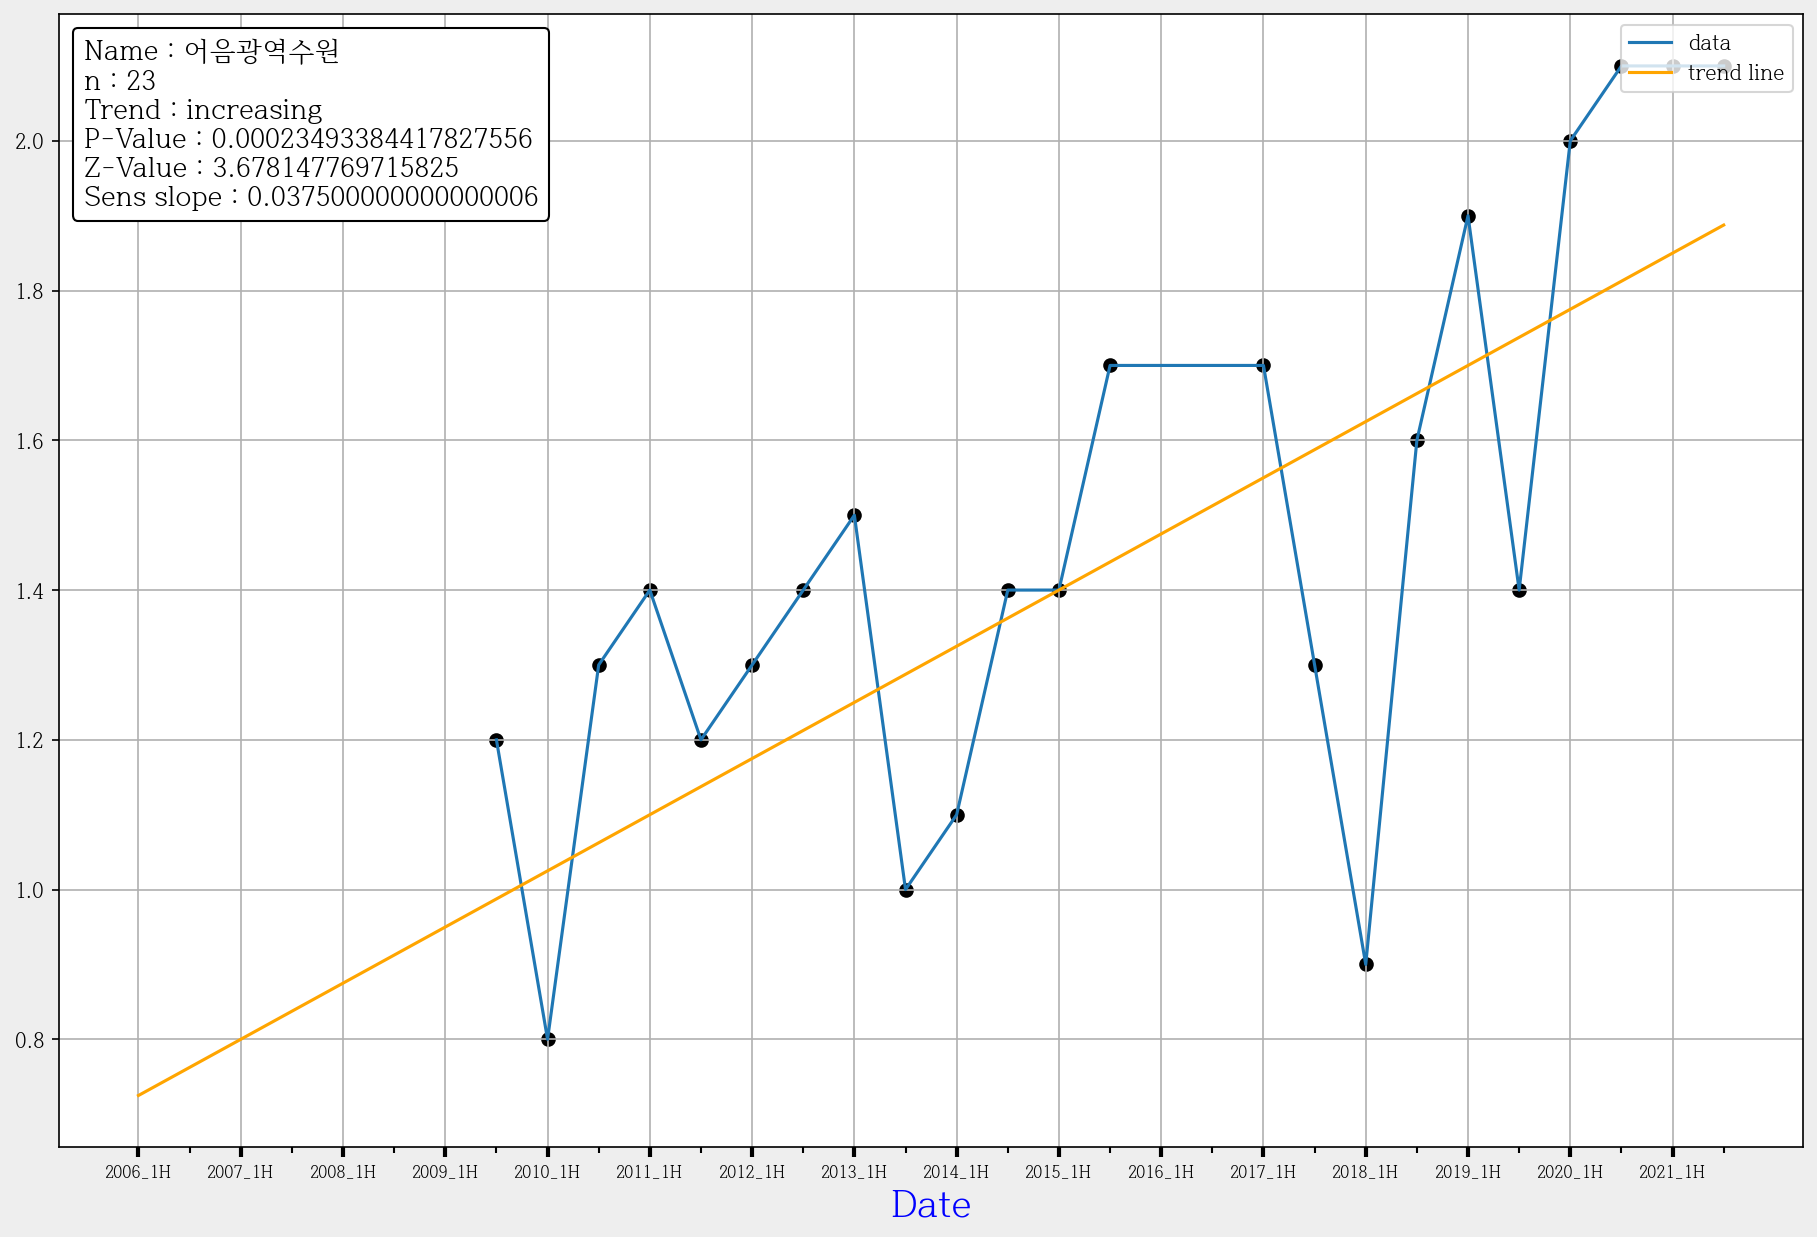 Name : 어음광역수원
n : 23
Trend : increasing
P-Value : 0.00023493384417827556
Z-Value : 3.678147769715825
Sens slope : 0.037500000000000006
data
trend line
2.0
1.8
1.6
1.4
1.2
1.0
0.8
2006_1H 2007_1H 2008_1H 2009_1H 2010_1H 2011_1H 2012_1H 2013_1H 2014_1H 2015_1H 2016_1H 2017_1H 2018_1H 2019_1H 2020_1H 2021_1H
Date